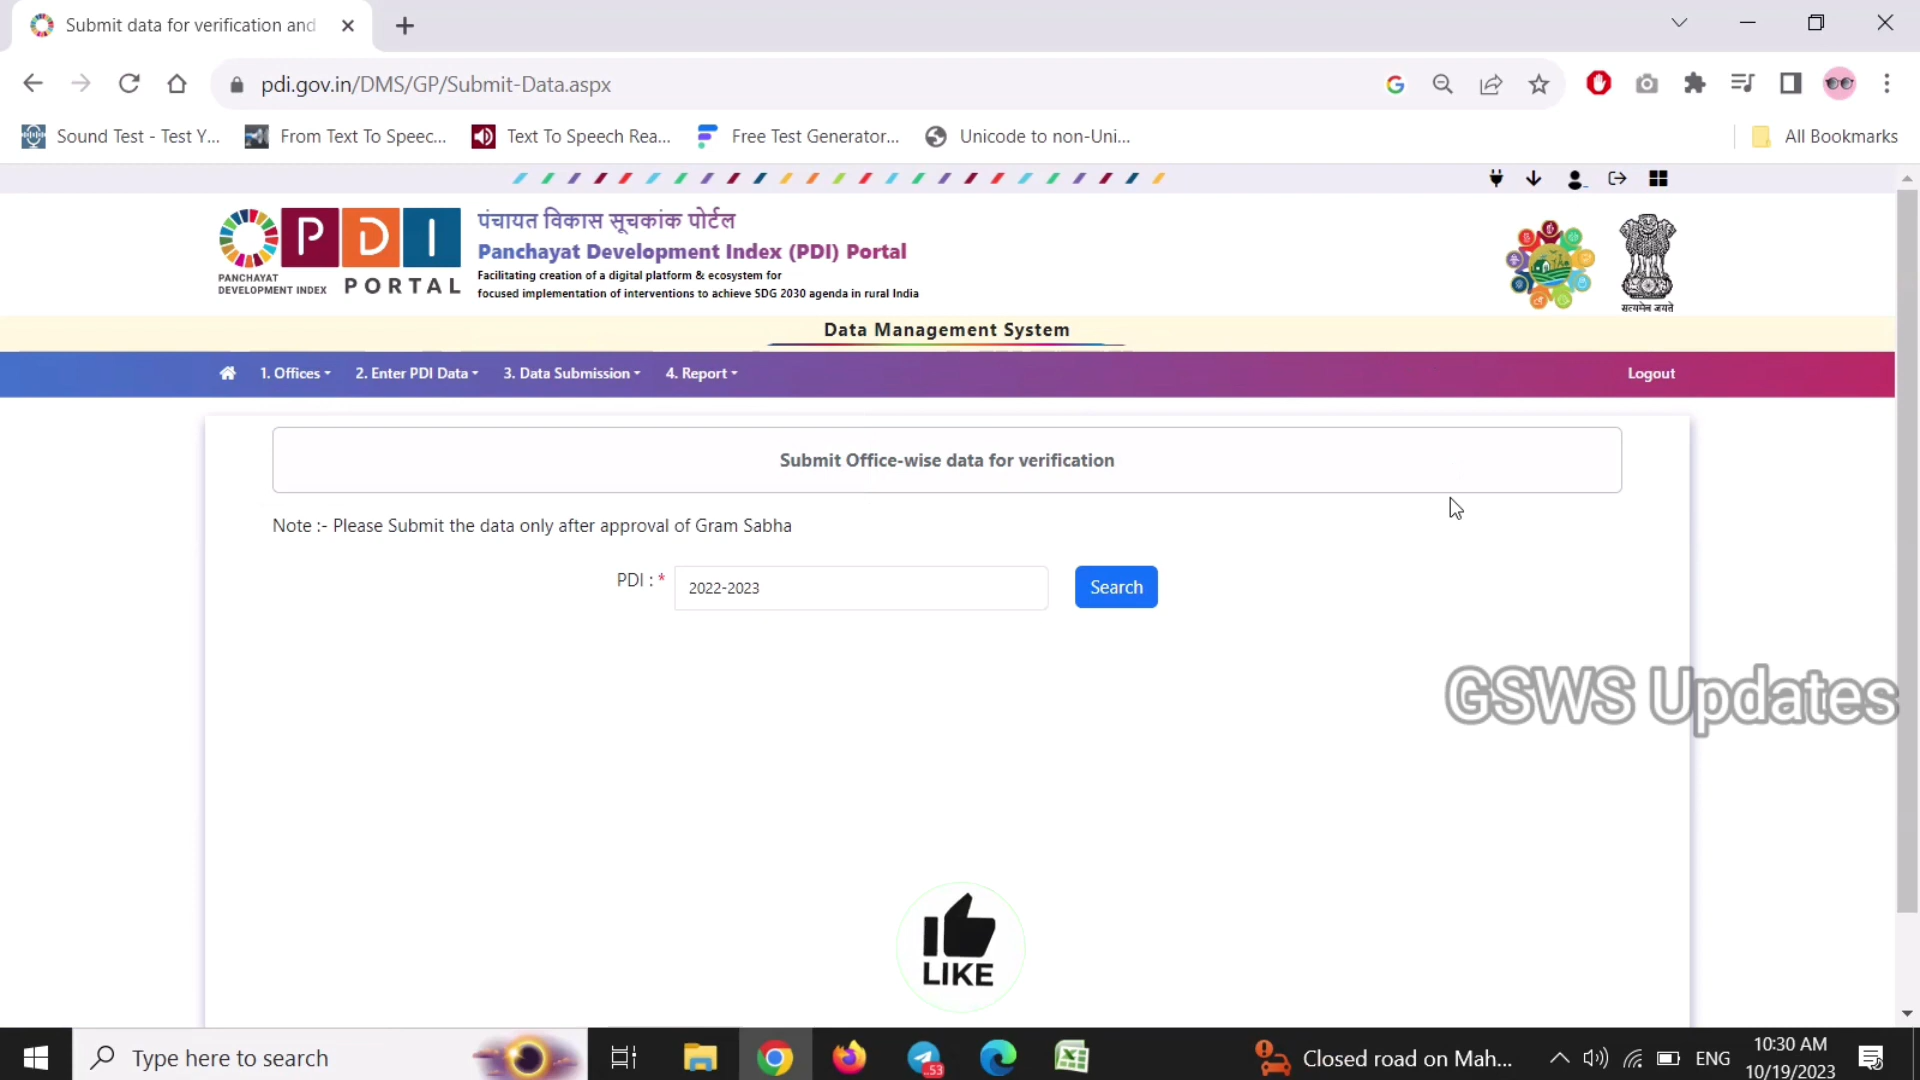 Submit data for verification and
pdi.gov.in/DMS/GP/Submit-Data.aspx
Sound Test - Test Y...
From Text To Speec...
Text To Speech Rea...
Free Test Generator...
Unicode to non-Uni...
All Bookmarks
PDI
PANCHAYAT
DEVELOPMENT INDEX
PORTAL
पंचायत विकास सूचकांक पोर्टल
Panchayat Development Index (PDI) Portal
Facilitating creation of a digital platform & ecosystem for
focused implementation of interventions to achieve SDG 2030 agenda in rural India
सत्यमेव जयते
Data Management System
1. Offices
2. Enter PDI Data
3. Data Submission
4. Report
Logout
Submit Office-wise data for verification
Note :- Please Submit the data only after approval of Gram Sabha
PDI : *
2022-2023
Search
GSWS Updates
LIKE
Type here to search
..53
Closed road on Mah...
ENG
10:30 AM
10/19/2023